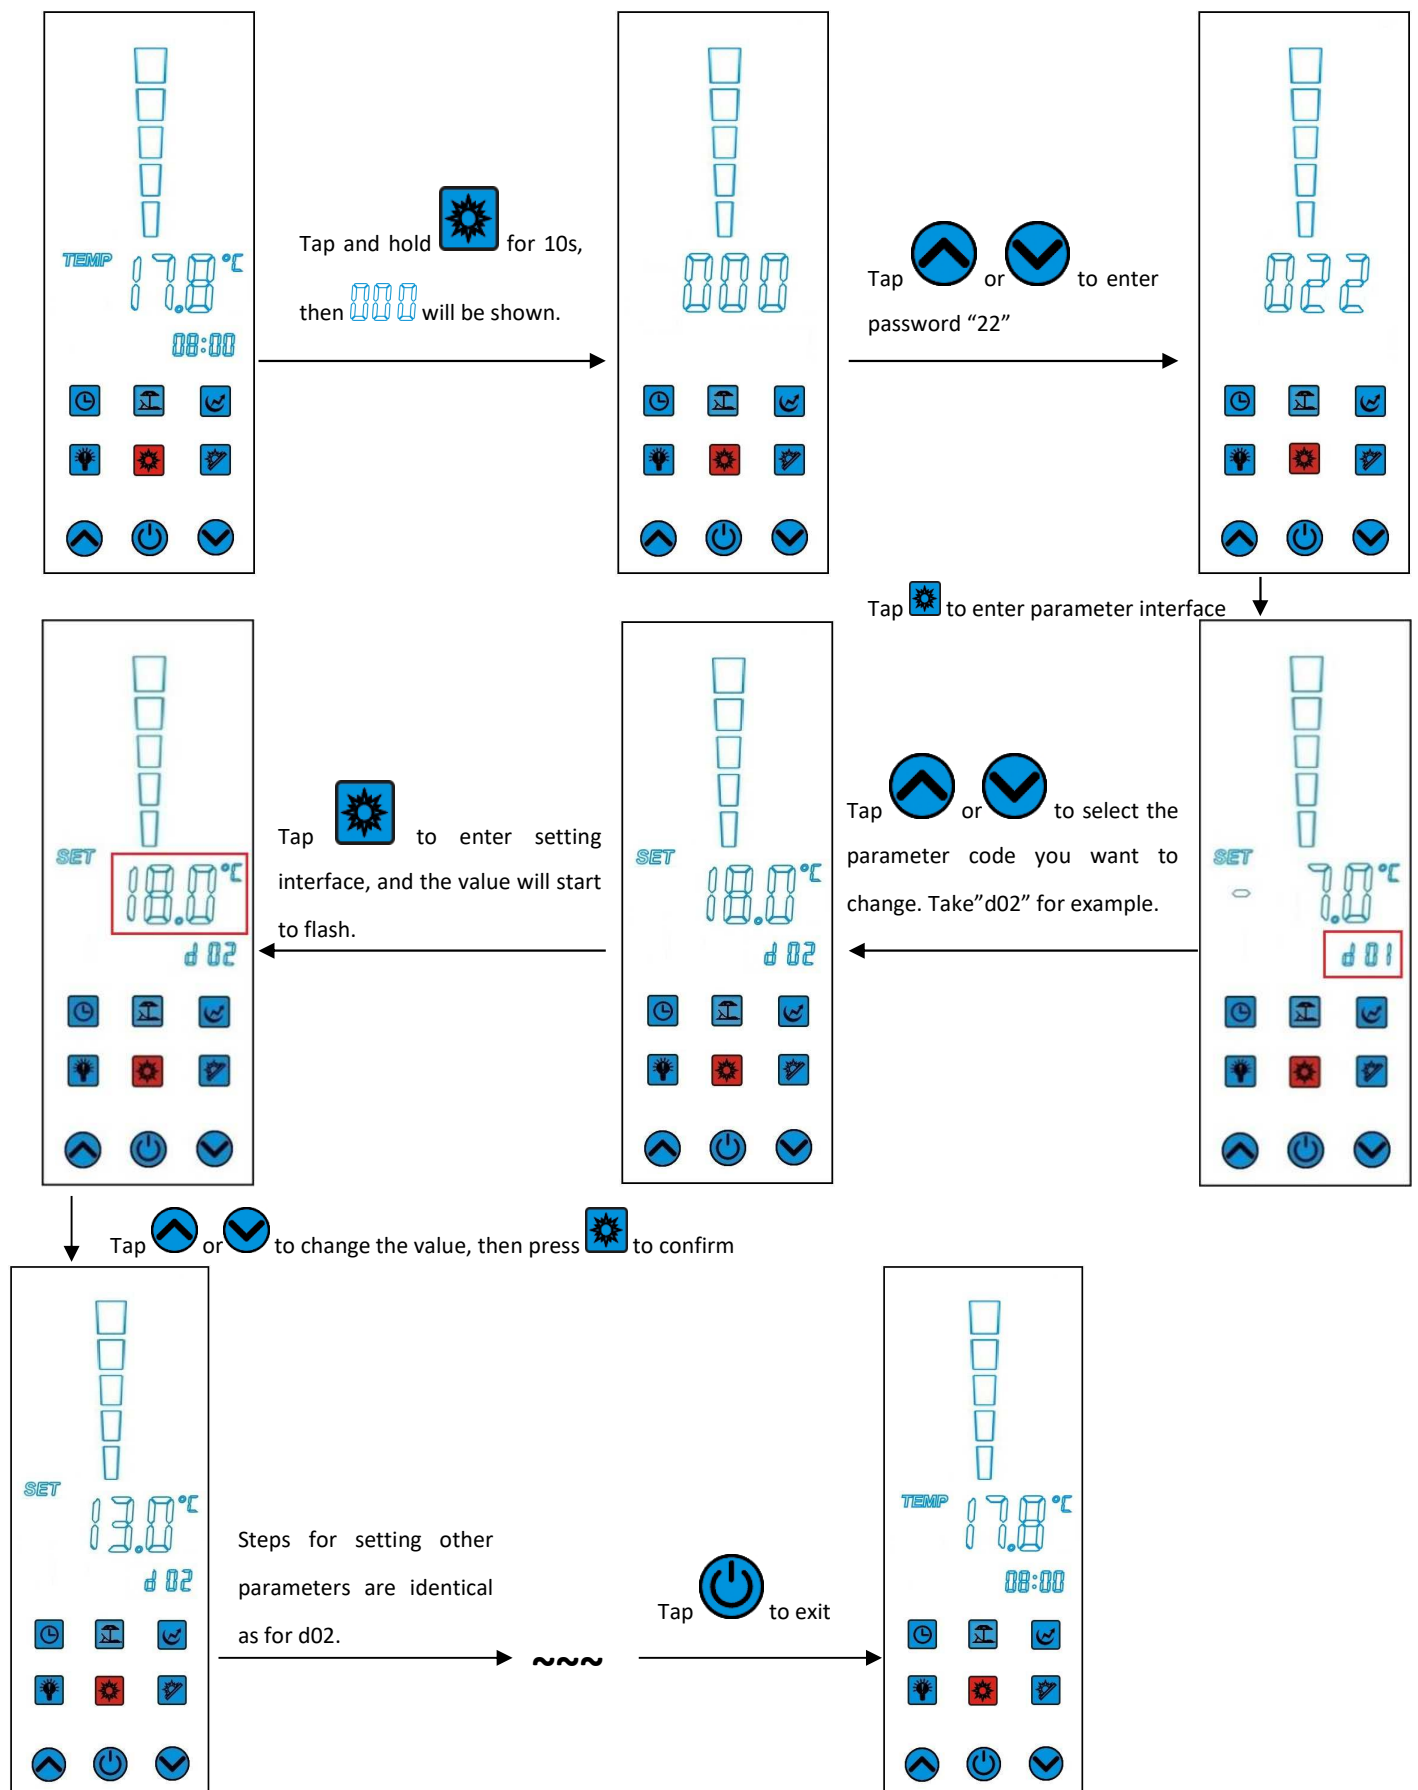 TEMP 17.8 °C
08:00
Tap and hold for 10s,
then 000 will be shown.
000
Tap or to enter
password “22”
022
Tap to enter parameter interface
SET
- 7.0 °C
d 01
Tap or to select the
parameter code you want to
change. Take”d02” for example.
SET 18.0 °C
d 02
Tap to enter setting
interface, and the value will start
to flash.
SET 18.0 °C
d 02
Tap or to change the value, then press to confirm
SET 13.0 °C
d 02
Steps for setting other
parameters are identical
as for d02.
~~~
Tap to exit
TEMP 17.8 °C
08:00